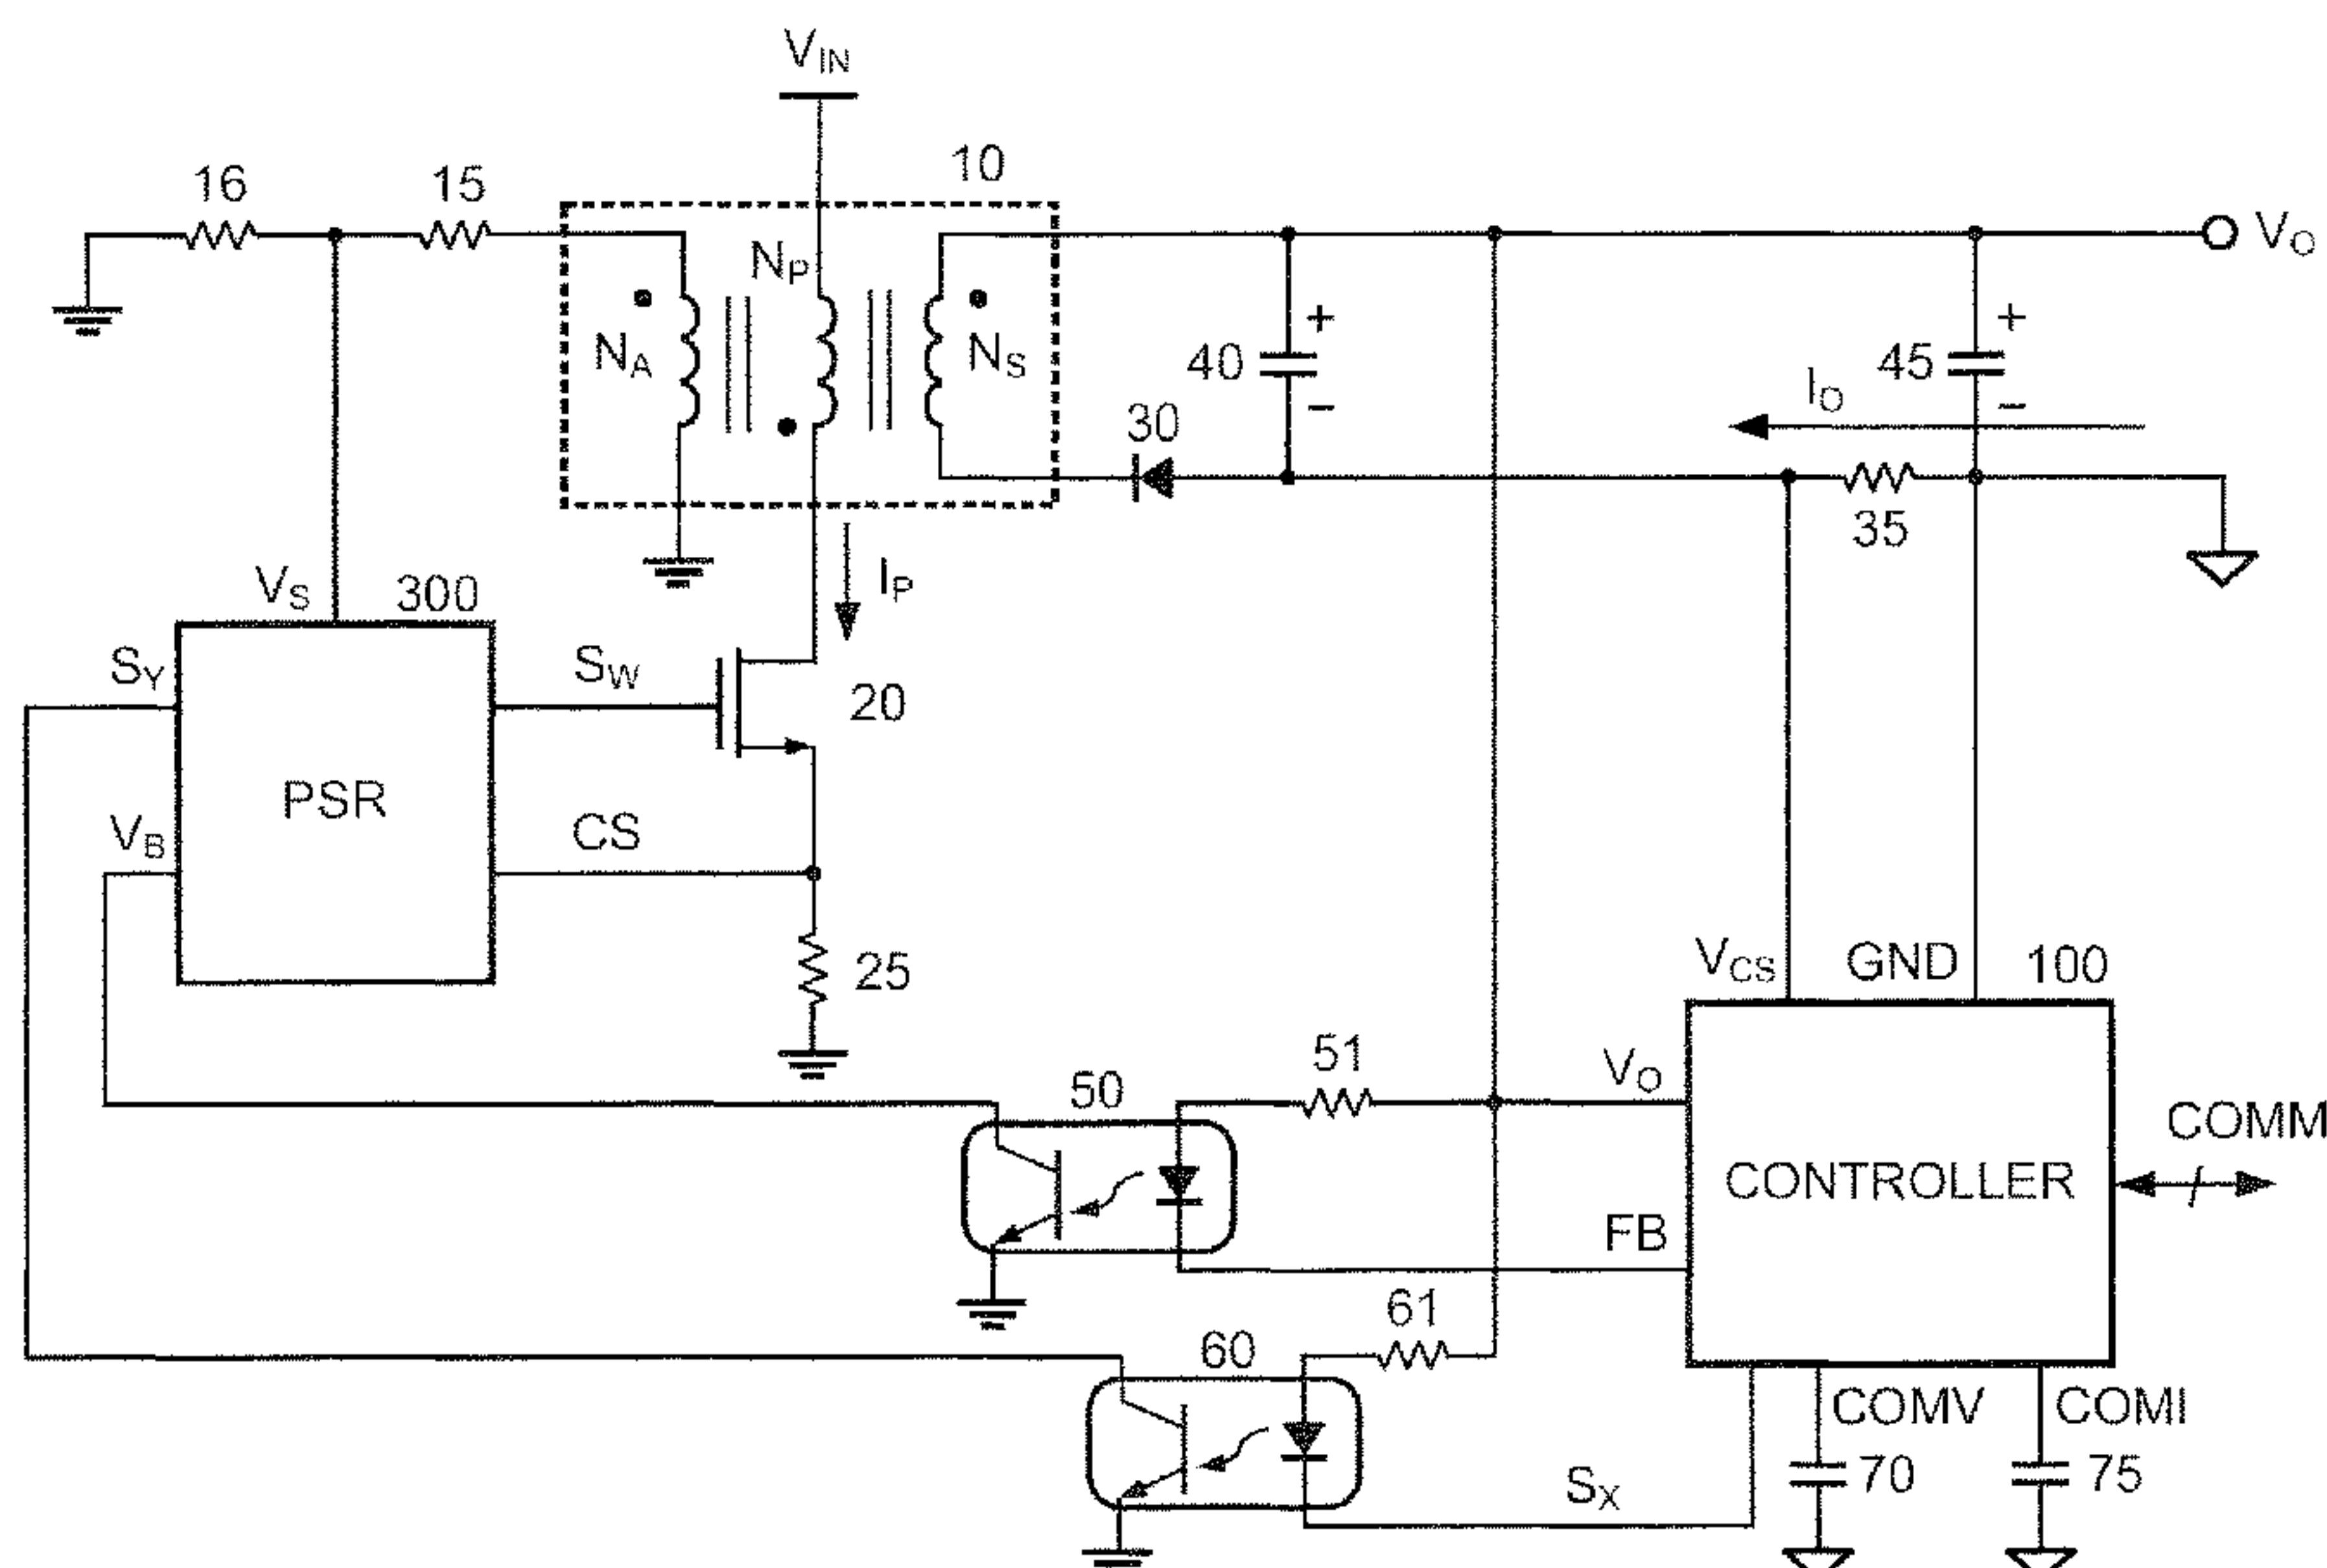 V_IN
10
16
15
N_P
V_O
N_A
N_S
+
40
−
+
45
−
I_O
30
35
I_P
V_S
300
S_Y
S_W
20
PSR
V_B
CS
25
V_CS
GND
100
51
V_O
50
COMM
CONTROLLER
FB
61
60
COMV
COMI
70
75
S_X